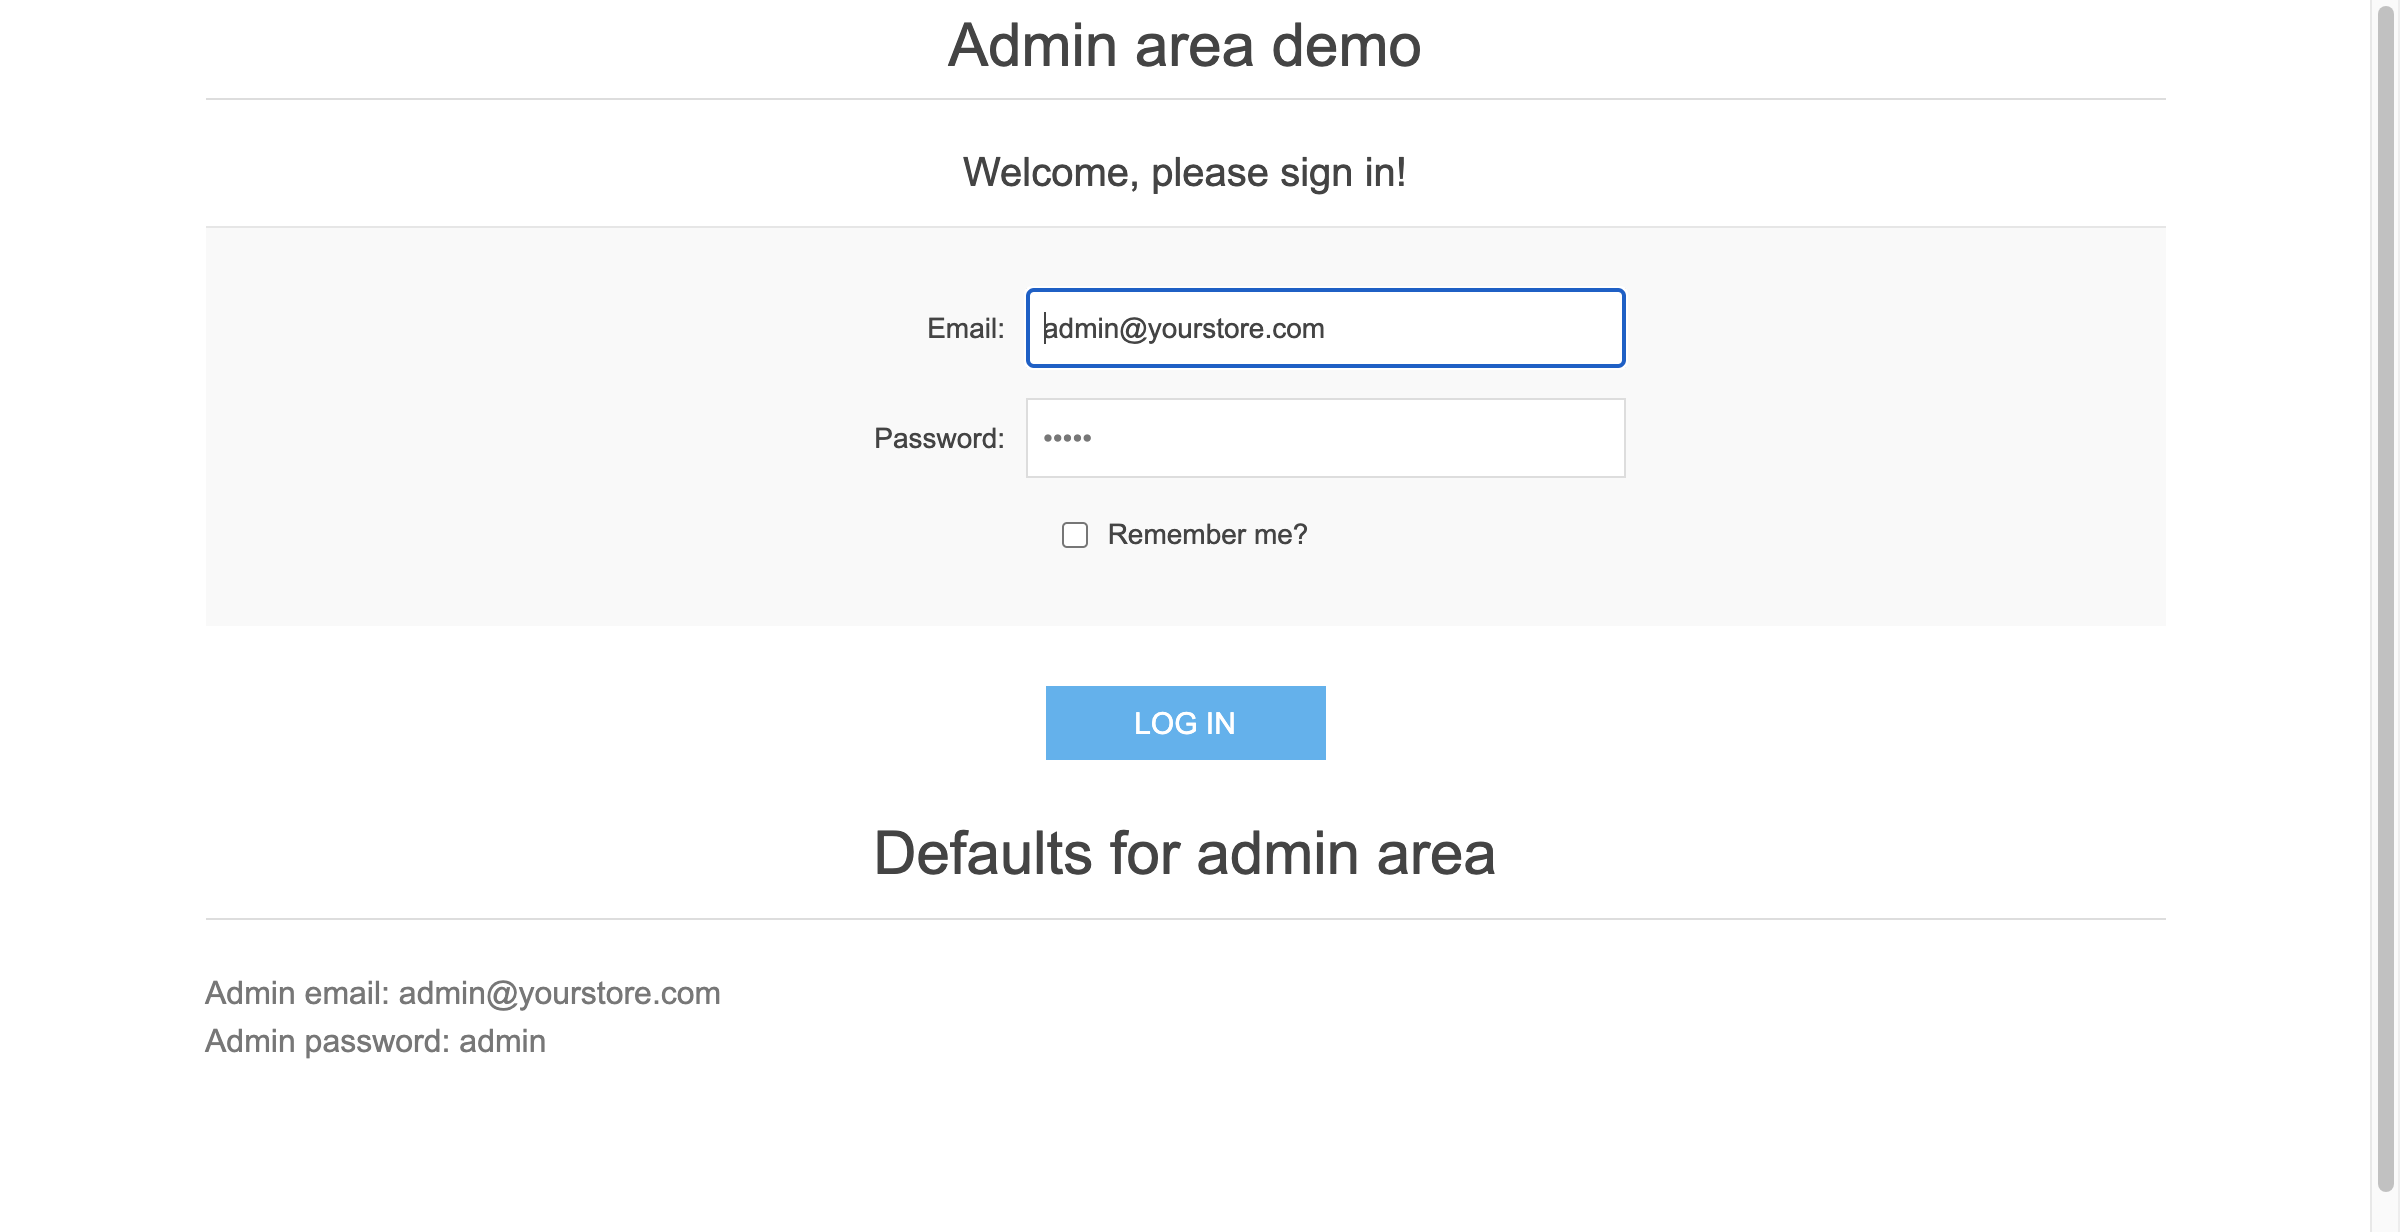 Admin area demo
Welcome, please sign in!
Email: admin@yourstore.com
Password: •••••
Remember me?
LOG IN
Defaults for admin area
Admin email: admin@yourstore.com
Admin password: admin